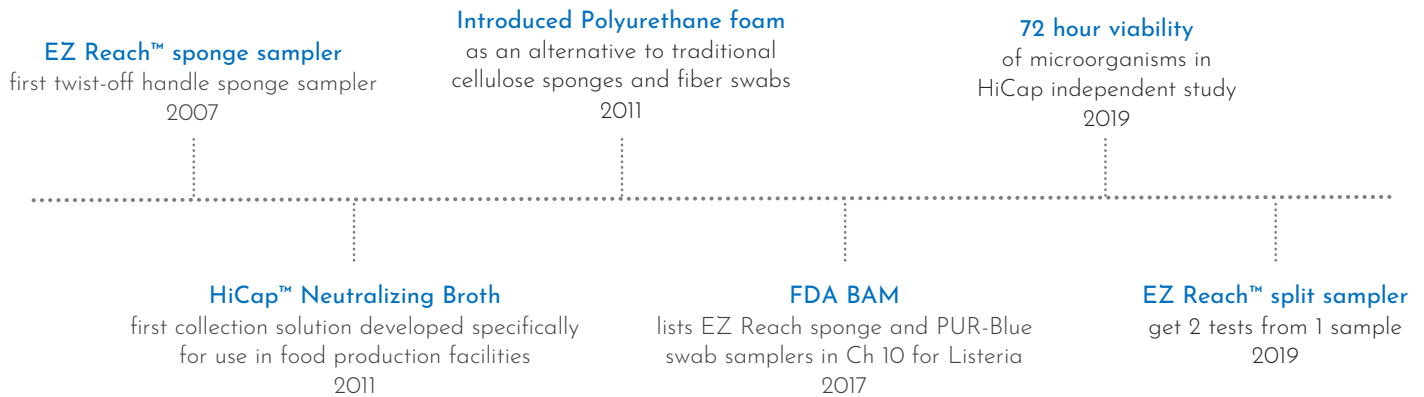 EZ Reach™ sponge sampler
first twist-off handle sponge sampler
2007
HiCap™ Neutralizing Broth
first collection solution developed specifically
for use in food production facilities
2011
Introduced Polyurethane foam
as an alternative to traditional
cellulose sponges and fiber swabs
2011
FDA BAM
lists EZ Reach sponge and PUR-Blue
swab samplers in Ch 10 for Listeria
2017
72 hour viability
of microorganisms in
HiCap independent study
2019
EZ Reach™ split sampler
get 2 tests from 1 sample
2019